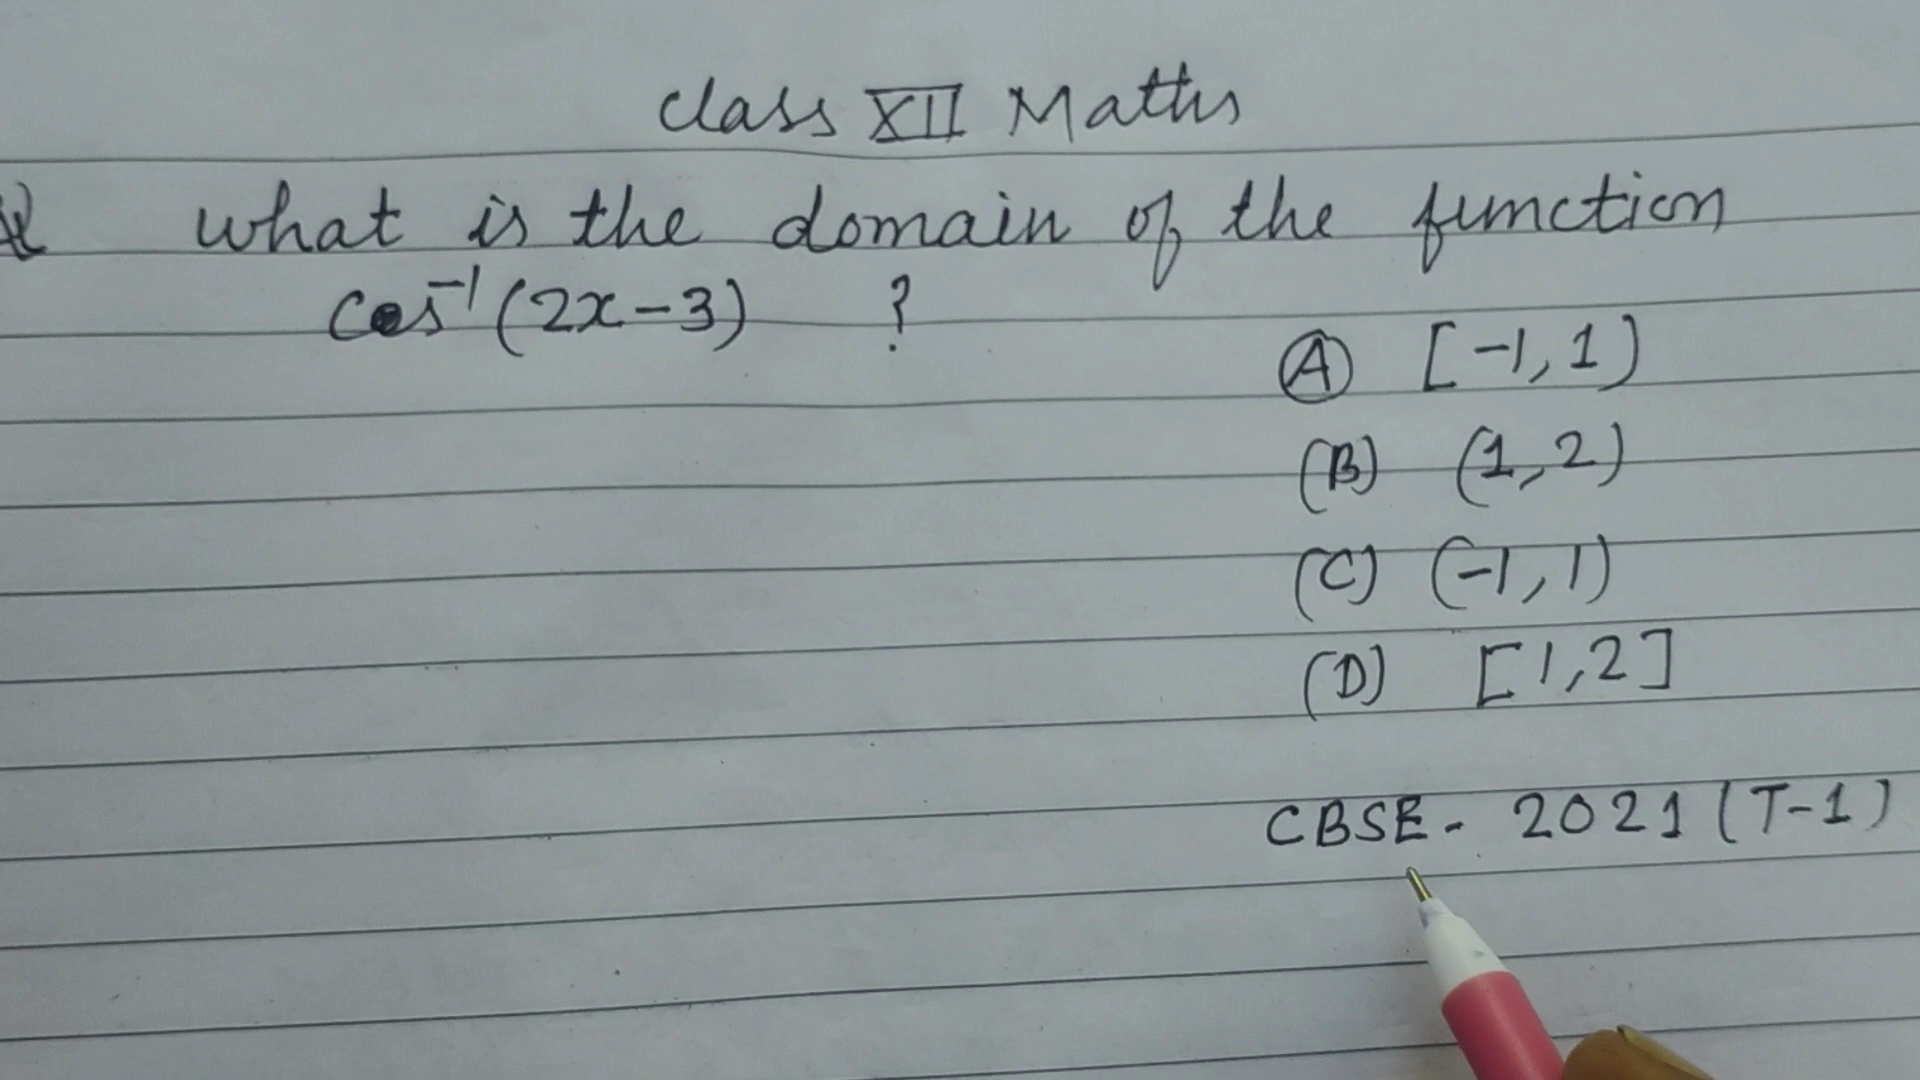 Class XII Maths
Q what is the domain of the function
Cos⁻¹(2x-3) ?
(A) [-1, 1]
(B) (1, 2)
(C) (-1, 1)
(D) [1, 2]
CBSE- 2021 (T-1)